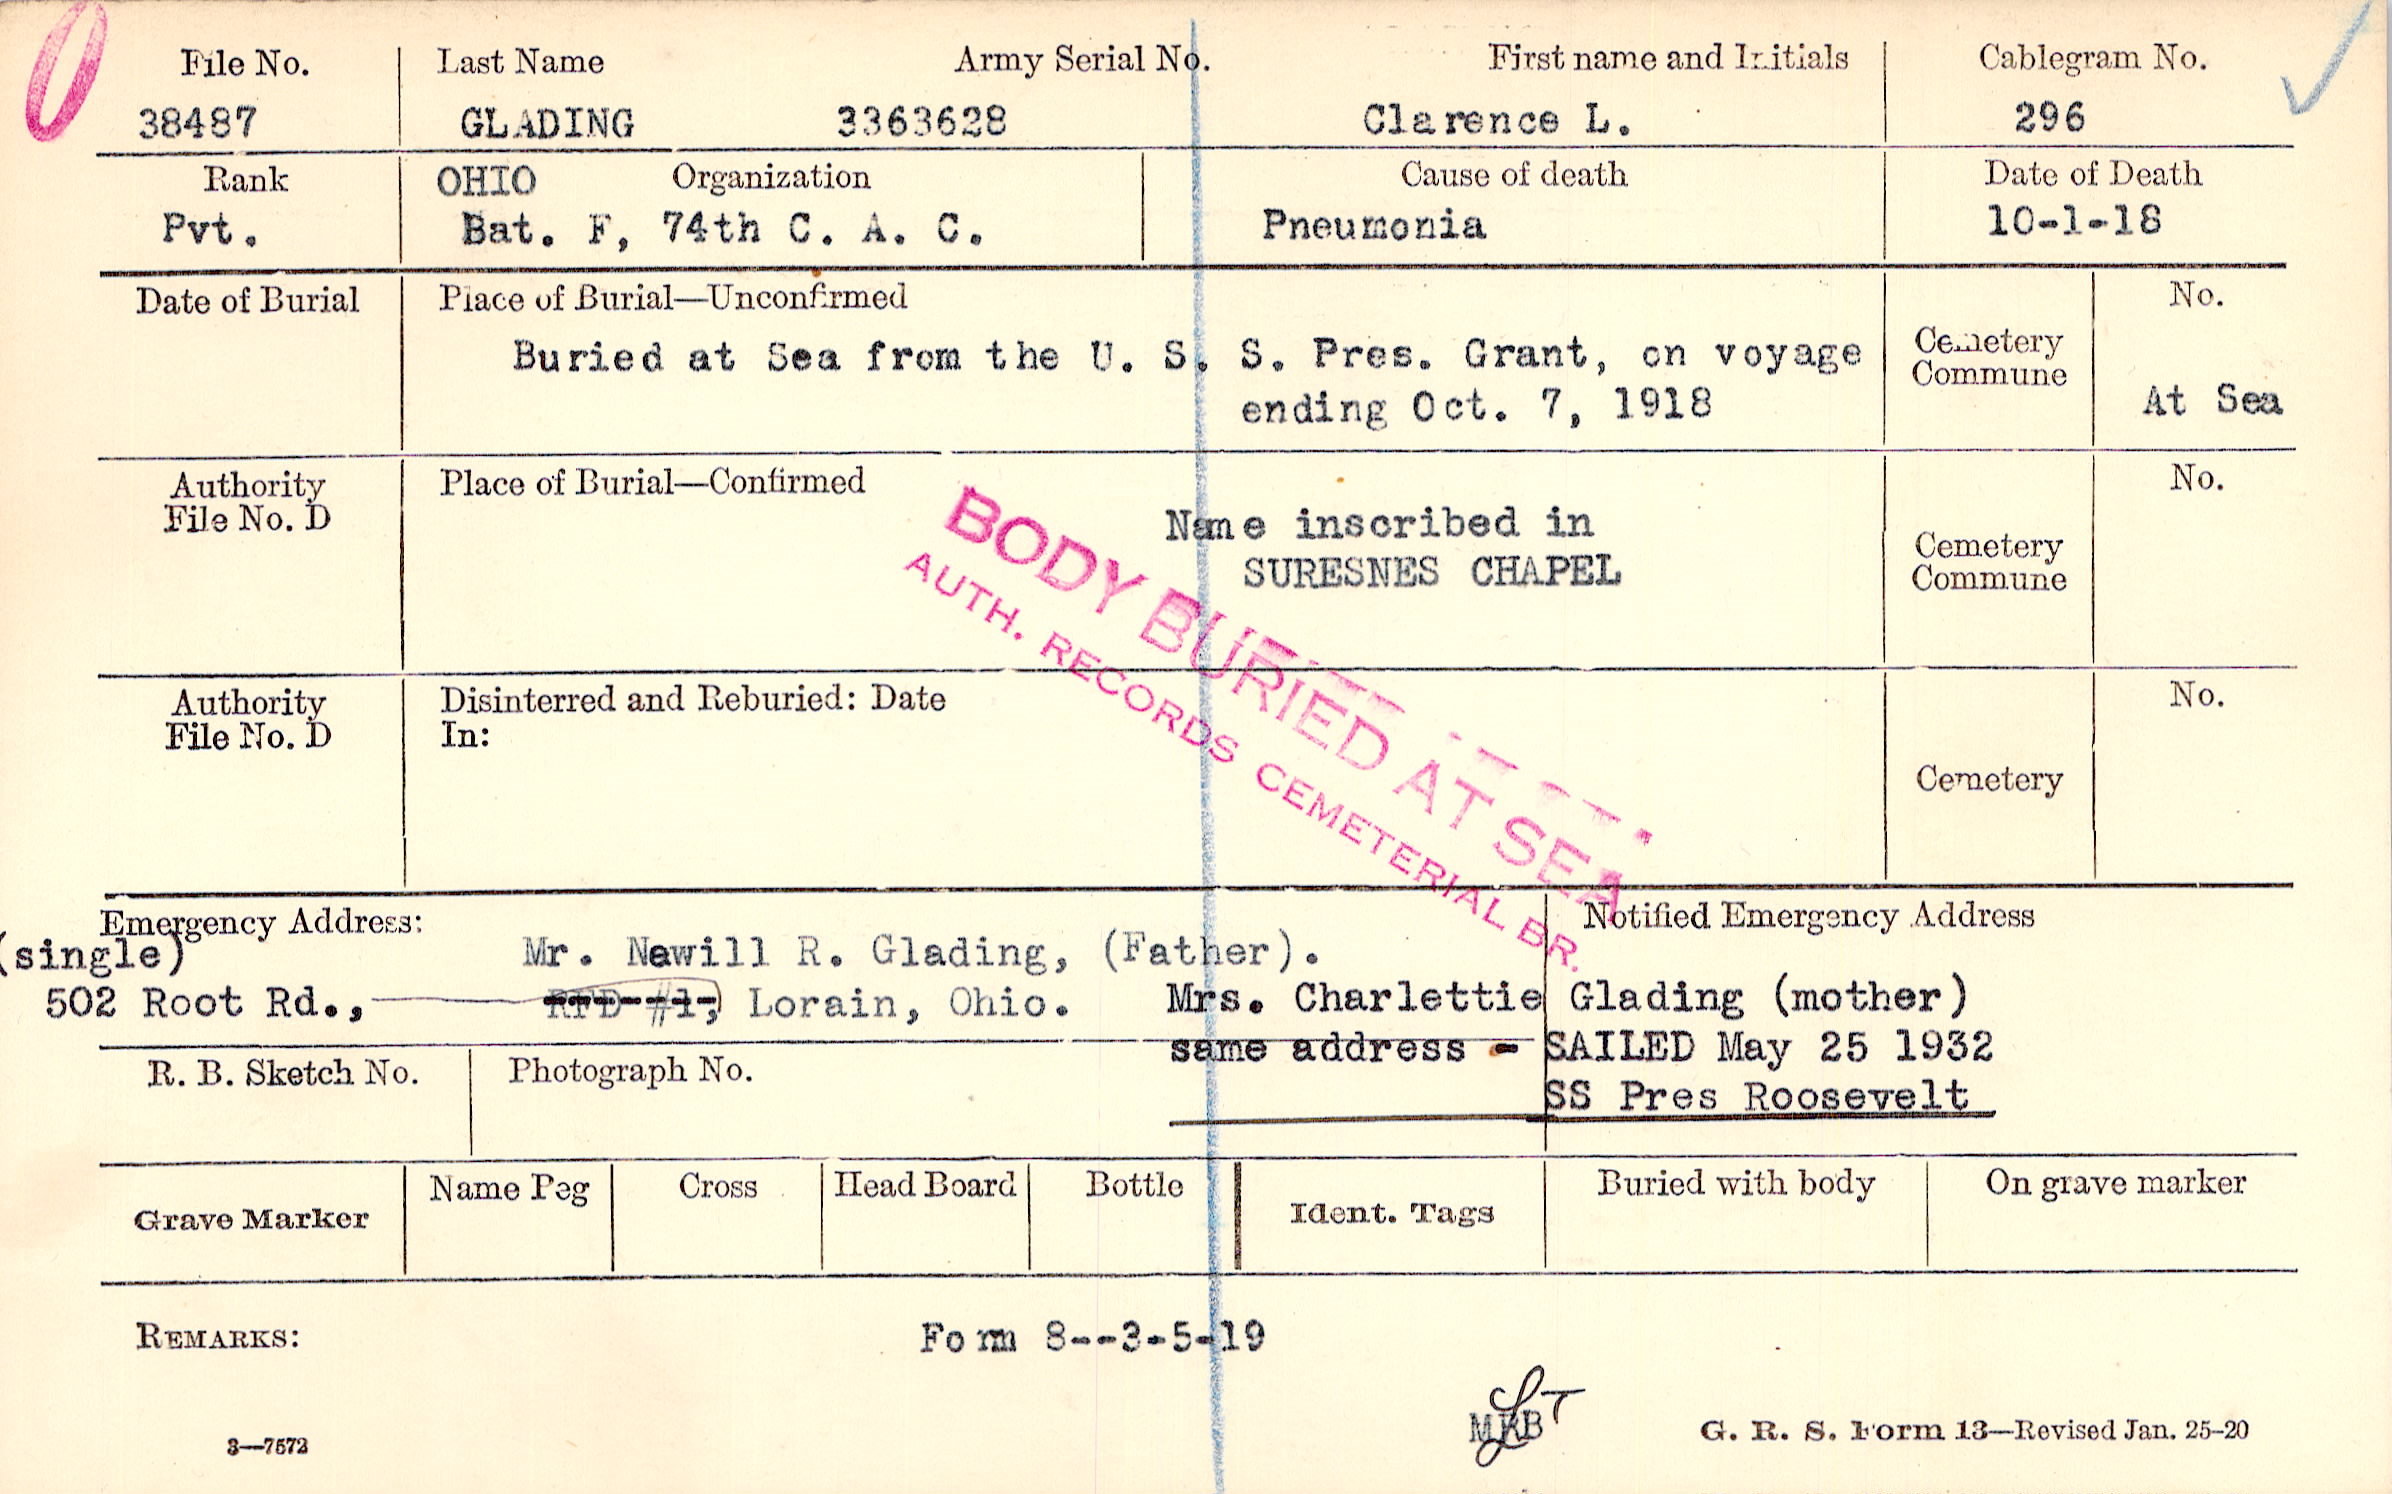 File No. Last Name Army Serial No. First name and Initials Cablegram No.
38487 GLADING 3363628 Clarence L. 296
Rank OHIO Organization Cause of death Date of Death
Pvt. Bat. F, 74th C. A. C. Pneumonia 10-1-18
Date of Burial Place of Burial—Unconfirmed No.
Buried at Sea from the U. S. S. Pres. Grant, on voyage
ending Oct. 7, 1918
Cemetery
Commune
At Sea
Authority
File No. D
Place of Burial—Confirmed No.
Name inscribed in
SURESNES CHAPEL
Cemetery
Commune
BODY BURIED AT SEA
AUTH. RECORDS CEMETERIAL BR.
Authority
File No. D
Disinterred and Reburied: Date
In:
No.
Cemetery
Emergency Address: Notified Emergency Address
(single) Mr. Newill R. Glading, (Father).
502 Root Rd., RFD #1, Lorain, Ohio. Mrs. Charlettie Glading (mother)
same address - SAILED May 25 1932
SS Pres Roosevelt
R. B. Sketch No. Photograph No.
Grave Marker Name Peg Cross Head Board Bottle Ident. Tags Buried with body On grave marker
REMARKS: Form 8--3-5-19
3—7572 G. R. S. Form 13—Revised Jan. 25-20